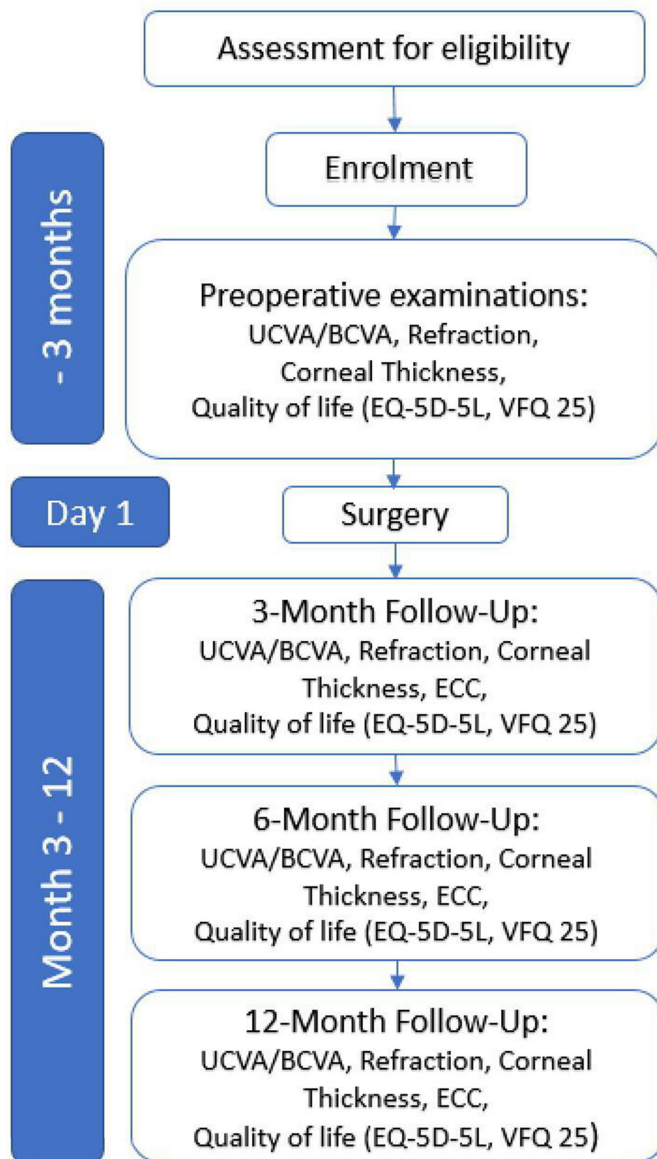 Assessment for eligibility
- 3 months
Enrolment
Preoperative examinations:
UCVA/BCVA, Refraction,
Corneal Thickness,
Quality of life (EQ-5D-5L, VFQ 25)
Day 1
Surgery
Month 3 - 12
3-Month Follow-Up:
UCVA/BCVA, Refraction, Corneal
Thickness, ECC,
Quality of life (EQ-5D-5L, VFQ 25)
6-Month Follow-Up:
UCVA/BCVA, Refraction, Corneal
Thickness, ECC,
Quality of life (EQ-5D-5L, VFQ 25)
12-Month Follow-Up:
UCVA/BCVA, Refraction, Corneal
Thickness, ECC,
Quality of life (EQ-5D-5L, VFQ 25)